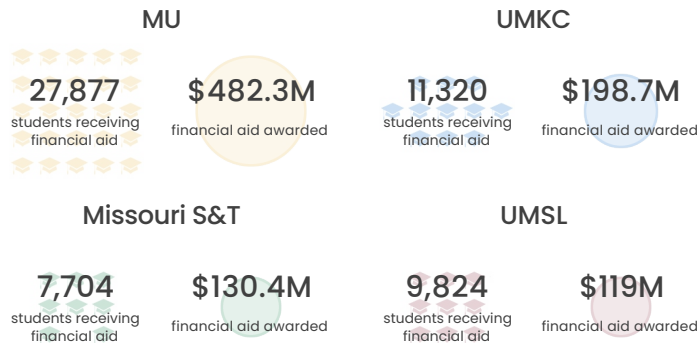 MU
27,877
students receiving
financial aid
$482.3M
financial aid awarded
UMKC
11,320
students receiving
financial aid
$198.7M
financial aid awarded
Missouri S&T
7,704
students receiving
financial aid
$130.4M
financial aid awarded
UMSL
9,824
students receiving
financial aid
$119M
financial aid awarded